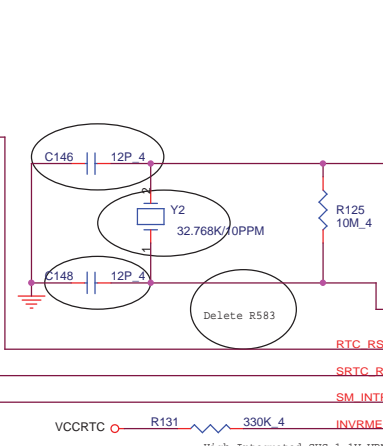 C146 12P_4
2
Y2
32.768K/10PPM
R125
10M_4
1
C148 12P_4
Delete R583
RTC_RS
SRTC_R
SM_INTR
VCCRTC R131 330K_4 INVRME